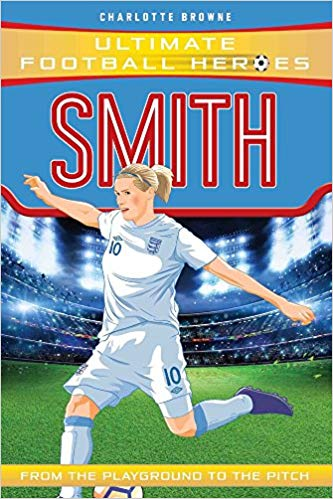 CHARLOTTE BROWNE
ULTIMATE
FOOTBALL HEROES
SMITH
10
10
FROM THE PLAYGROUND TO THE PITCH